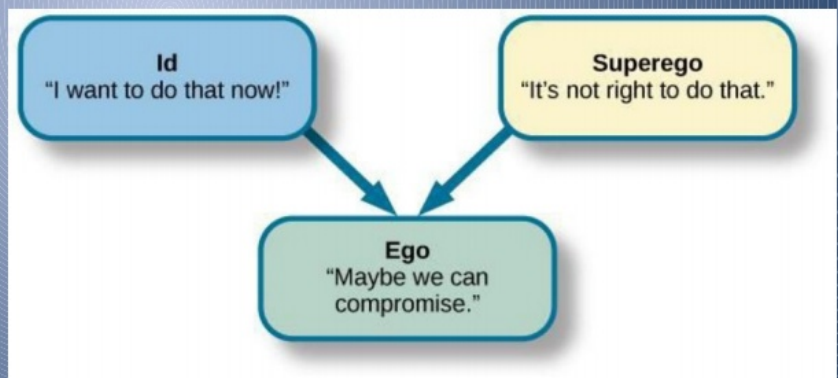 Id
“I want to do that now!”
Superego
“It’s not right to do that.”
Ego
“Maybe we can
compromise.”